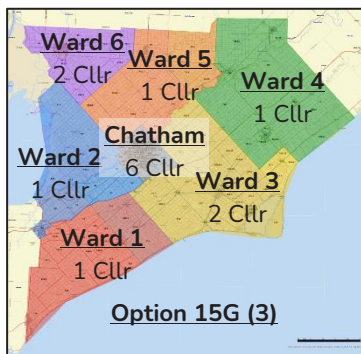 Ward 6
2 Cllr
Ward 5
1 Cllr
Ward 4
1 Cllr
Chatham
6 Cllr
Ward 2
1 Cllr
Ward 3
2 Cllr
Ward 1
1 Cllr
Option 15G (3)